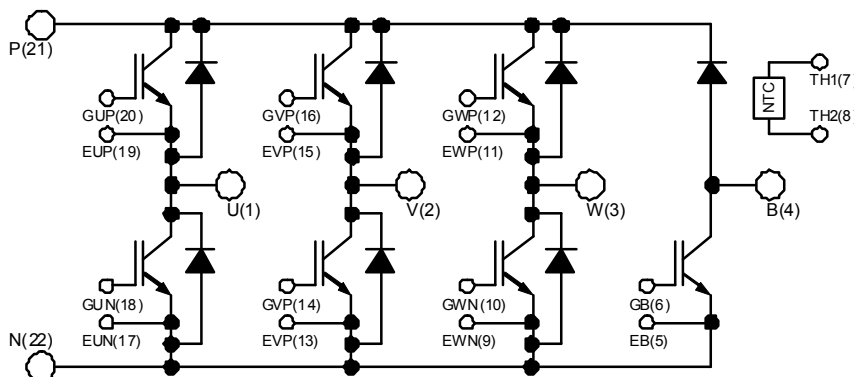 P(21)
GUP(20)
GVP(16)
GWP(12)
NTC
TH1(7)
TH2(8)
EUP(19)
EVP(15)
EWP(11)
U(1)
V(2)
W(3)
B(4)
GUN(18)
GVP(14)
GWN(10)
GB(6)
N(22)
EUN(17)
EVP(13)
EWN(9)
EB(5)